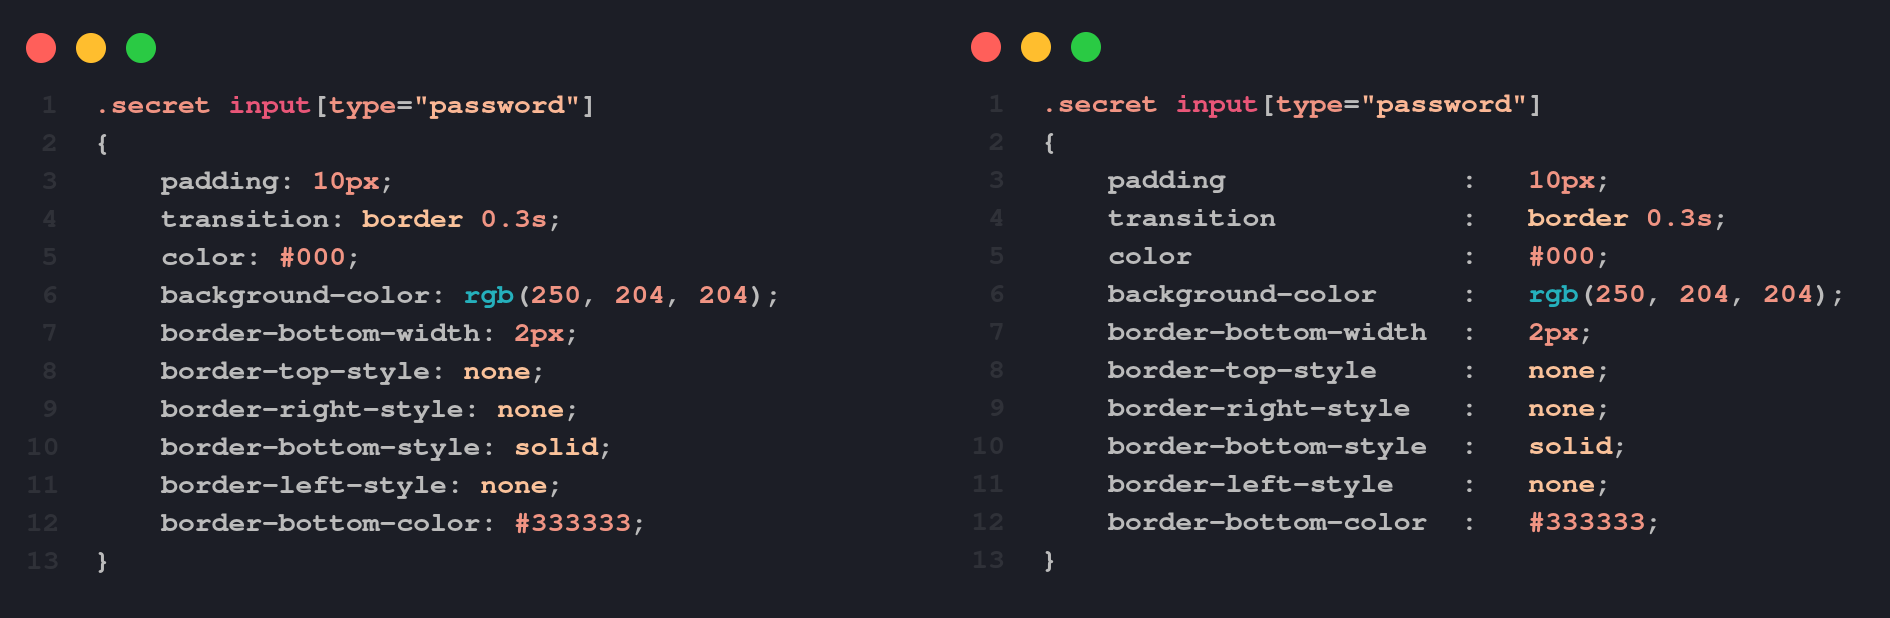 1 .secret input[type="password"]
2 {
3     padding: 10px;
4     transition: border 0.3s;
5     color: #000;
6     background-color: rgb(250, 204, 204);
7     border-bottom-width: 2px;
8     border-top-style: none;
9     border-right-style: none;
10     border-bottom-style: solid;
11     border-left-style: none;
12     border-bottom-color: #333333;
13 }
1 .secret input[type="password"]
2 {
3     padding              :   10px;
4     transition           :   border 0.3s;
5     color                :   #000;
6     background-color     :   rgb(250, 204, 204);
7     border-bottom-width  :   2px;
8     border-top-style     :   none;
9     border-right-style   :   none;
10     border-bottom-style  :   solid;
11     border-left-style    :   none;
12     border-bottom-color  :   #333333;
13 }